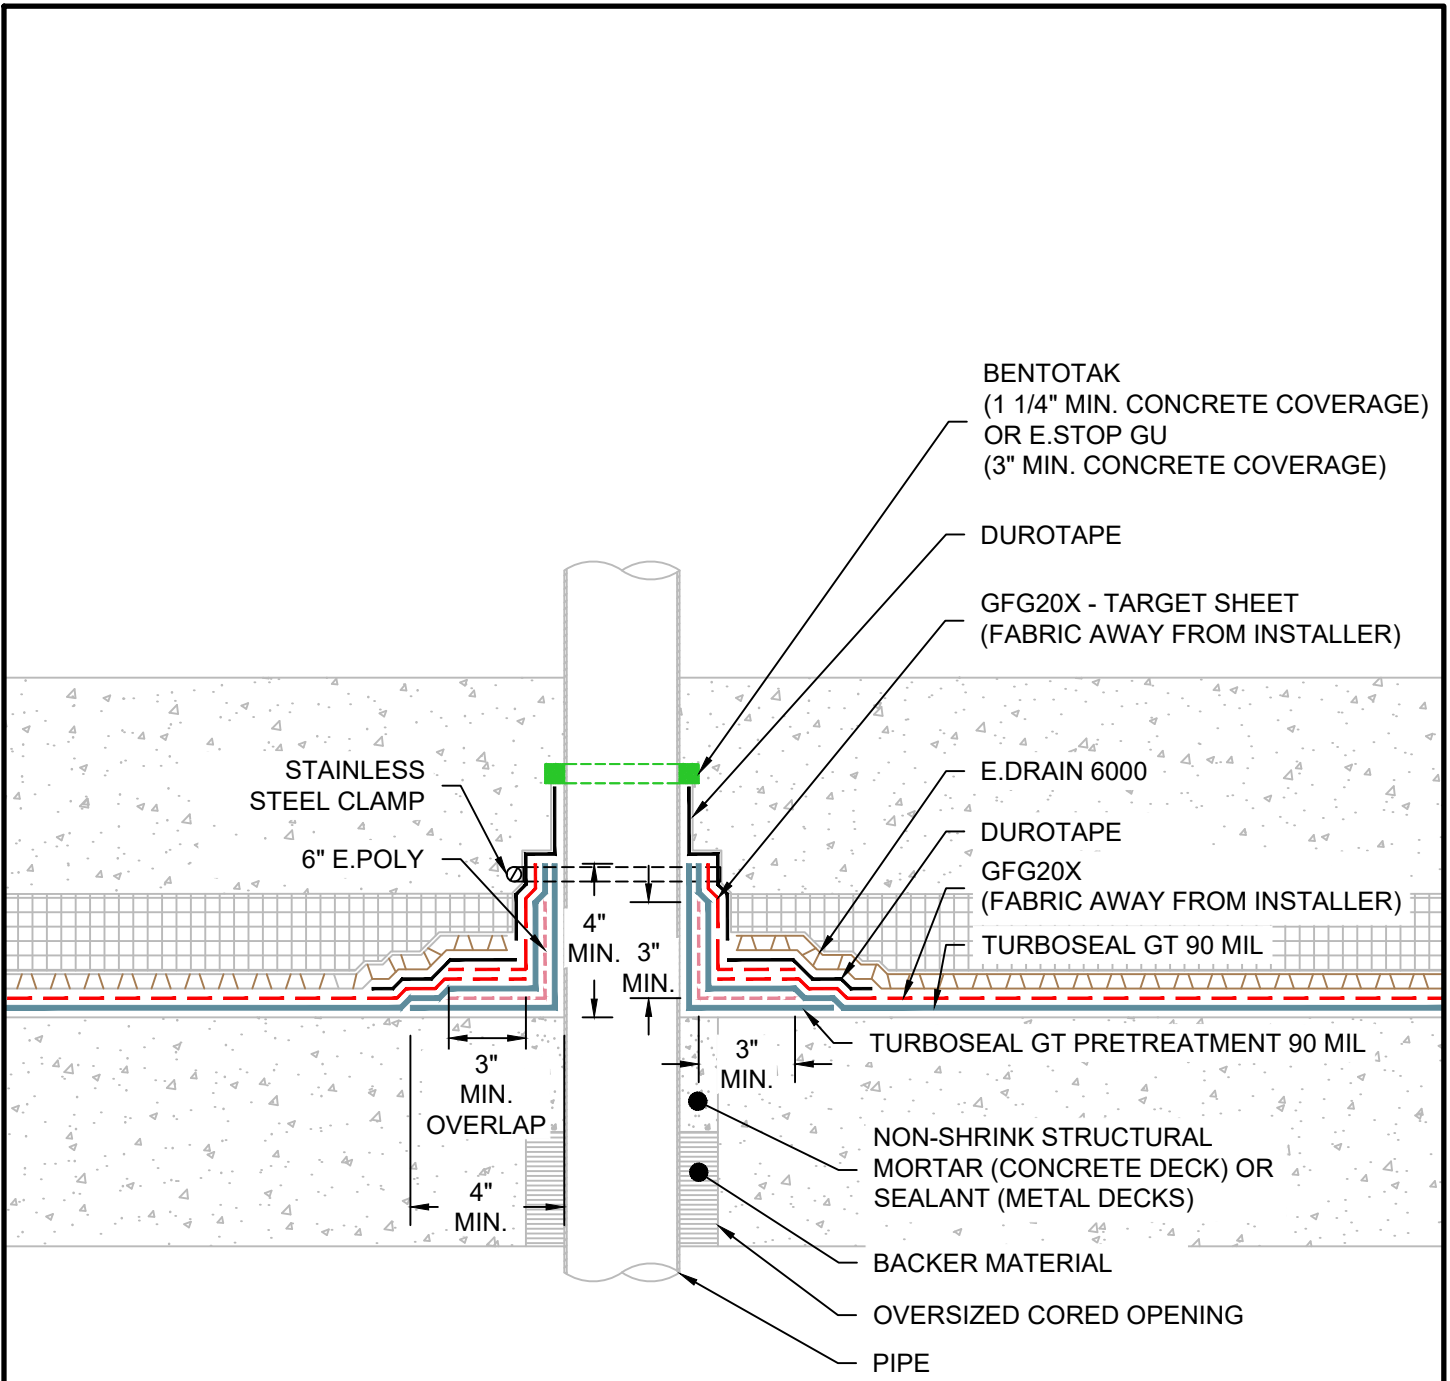 BENTOTAK
(1 1/4" MIN. CONCRETE COVERAGE)
OR E.STOP GU
(3" MIN. CONCRETE COVERAGE)
DUROTAPE
GFG20X - TARGET SHEET
(FABRIC AWAY FROM INSTALLER)
STAINLESS
STEEL CLAMP
6" E.POLY
E.DRAIN 6000
DUROTAPE
GFG20X
(FABRIC AWAY FROM INSTALLER)
TURBOSEAL GT 90 MIL
4"
MIN.
3"
MIN.
TURBOSEAL GT PRETREATMENT 90 MIL
3"
MIN.
OVERLAP
3"
MIN.
4"
MIN.
NON-SHRINK STRUCTURAL
MORTAR (CONCRETE DECK) OR
SEALANT (METAL DECKS)
BACKER MATERIAL
OVERSIZED CORED OPENING
PIPE